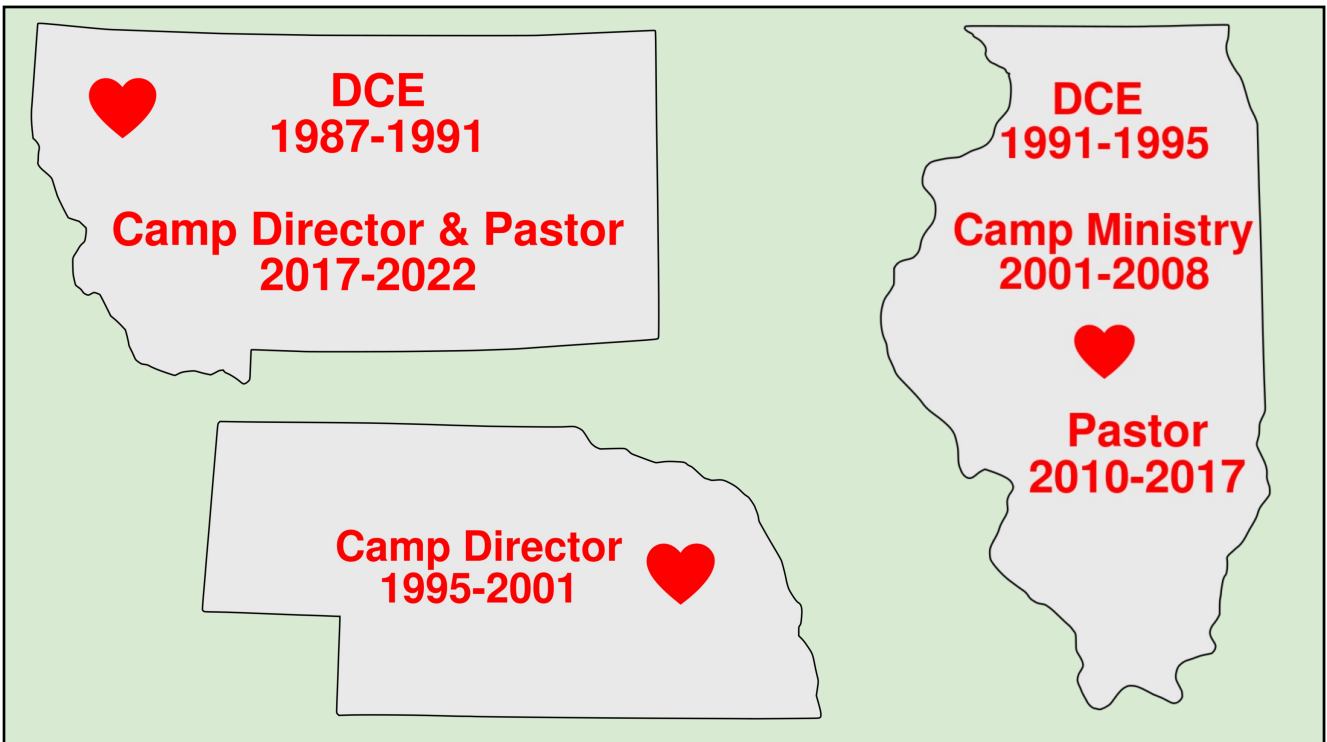 DCE
1987-1991
Camp Director & Pastor
2017-2022
DCE
1991-1995
Camp Ministry
2001-2008
Pastor
2010-2017
Camp Director
1995-2001